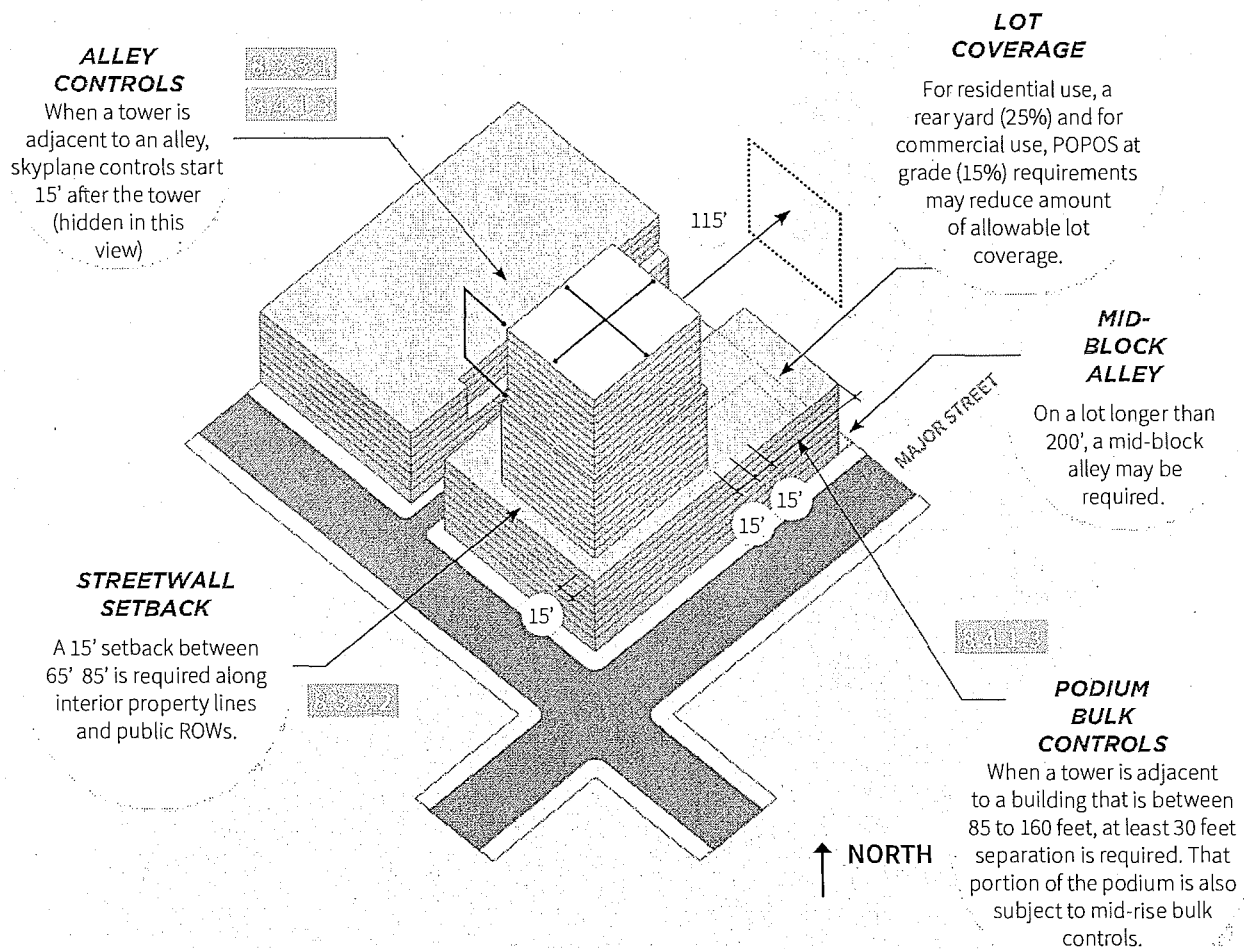 ALLEY
CONTROLS
When a tower is
adjacent to an alley,
skyplane controls start
15' after the tower
(hidden in this
view)
LOT
COVERAGE
For residential use, a
rear yard (25%) and for
commercial use, POPOS at
grade (15%) requirements
may reduce amount
of allowable lot
coverage.
115'
MID-
BLOCK
ALLEY
On a lot longer than
200', a mid-block
alley may be
required.
MAJOR STREET
15'
15'
15'
STREETWALL
SETBACK
A 15' setback between
65' 85' is required along
interior property lines
and public ROWs.
PODIUM
BULK
CONTROLS
When a tower is adjacent
to a building that is between
85 to 160 feet, at least 30 feet
separation is required. That
portion of the podium is also
subject to mid-rise bulk
controls.
NORTH